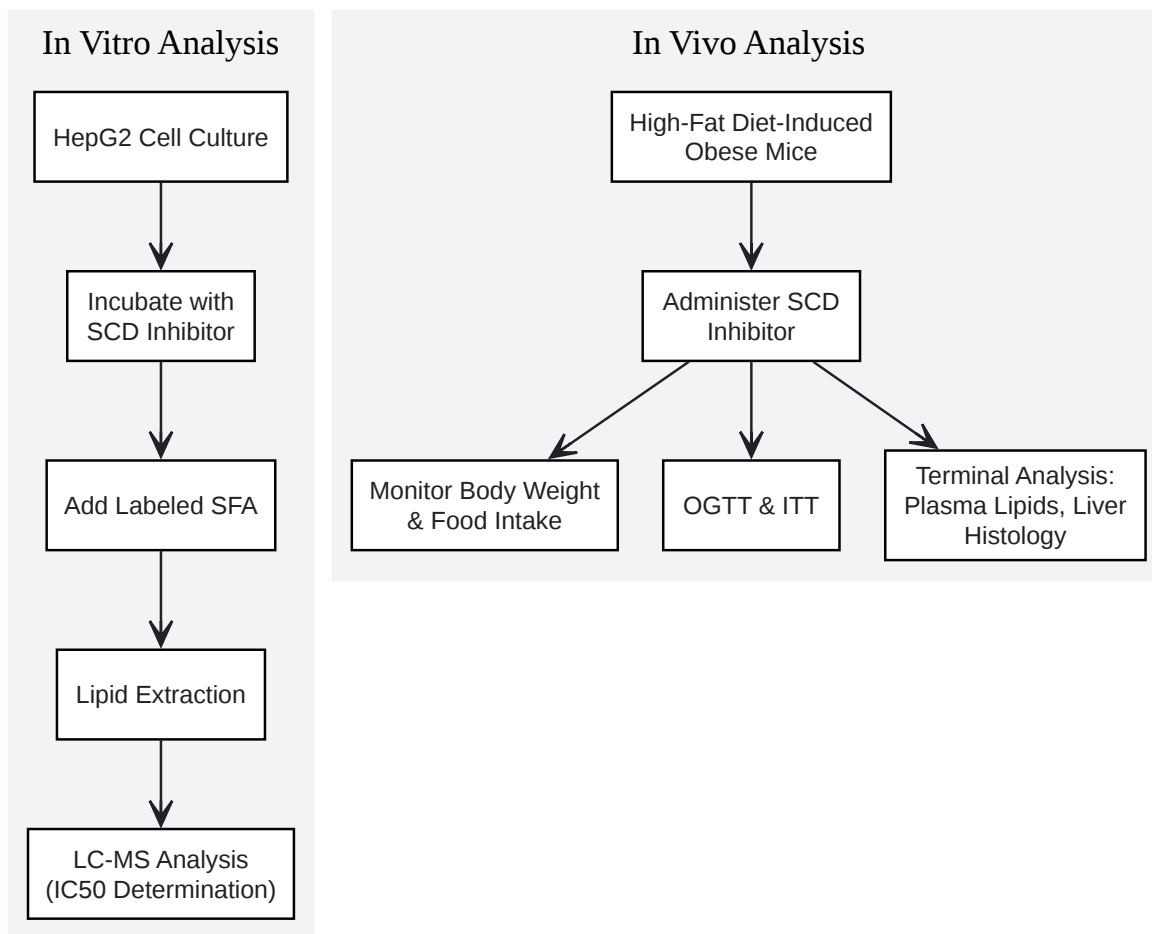 In Vitro Analysis
HepG2 Cell Culture
Incubate with
SCD Inhibitor
Add Labeled SFA
Lipid Extraction
LC-MS Analysis
(IC50 Determination)
In Vivo Analysis
High-Fat Diet-Induced
Obese Mice
Administer SCD
Inhibitor
Monitor Body Weight
& Food Intake
OGTT & ITT
Terminal Analysis:
Plasma Lipids, Liver
Histology